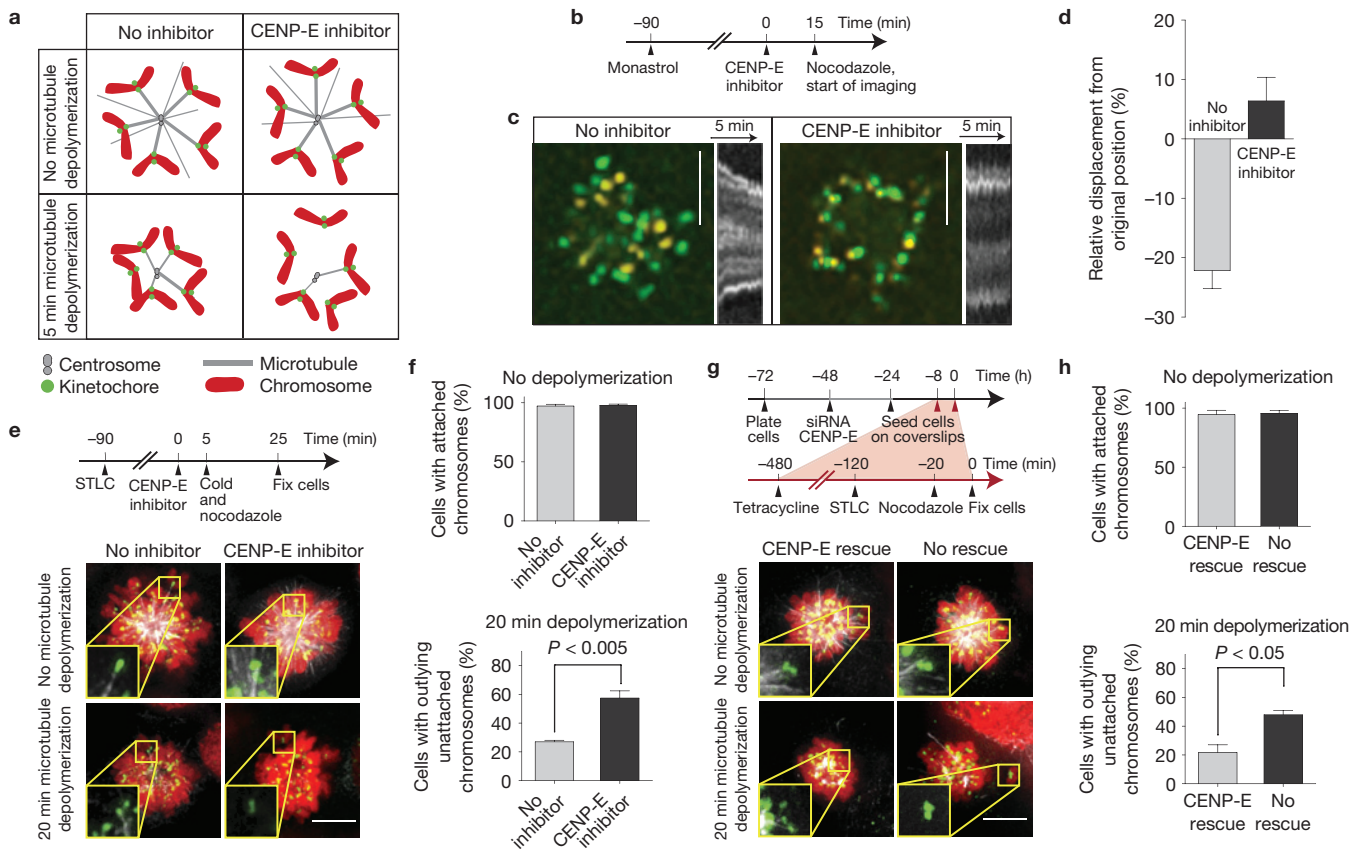 a
No inhibitor
CENP-E inhibitor
No microtubule
depolymerization
5 min microtubule
depolymerization
Centrosome
Kinetochore
Microtubule
Chromosome
b
−90
0
15
Time (min)
Monastrol
CENP-E
inhibitor
Nocodazole,
start of imaging
c
No inhibitor
5 min
CENP-E inhibitor
5 min
d
Relative displacement from
original position (%)
20
10
0
−10
−20
−30
No
inhibitor
CENP-E
inhibitor
e
−90
0
5
25
Time (min)
STLC
CENP-E
inhibitor
Cold
and
nocodazole
Fix cells
No inhibitor
CENP-E inhibitor
No microtubule
depolymerization
20 min microtubule
depolymerization
f
No depolymerization
Cells with attached
chromosomes (%)
100
50
0
No
inhibitor
CENP-E
inhibitor
20 min depolymerization
P < 0.005
Cells with outlying
unattached
chromosomes (%)
80
60
40
20
0
No
inhibitor
CENP-E
inhibitor
g
−72
−48
−24
−8
0
Time (h)
Plate
cells
siRNA
CENP-E
Seed cells
on coverslips
−480
−120
−20
0
Time (min)
Tetracycline
STLC
Nocodazole
Fix cells
CENP-E rescue
No rescue
No microtubule
depolymerization
20 min microtubule
depolymerization
h
No depolymerization
Cells with attached
chromosomes (%)
100
50
0
CENP-E
rescue
No
rescue
20 min depolymerization
P < 0.05
Cells with outlying
unattached
chromosomes (%)
80
60
40
20
0
CENP-E
rescue
No
rescue